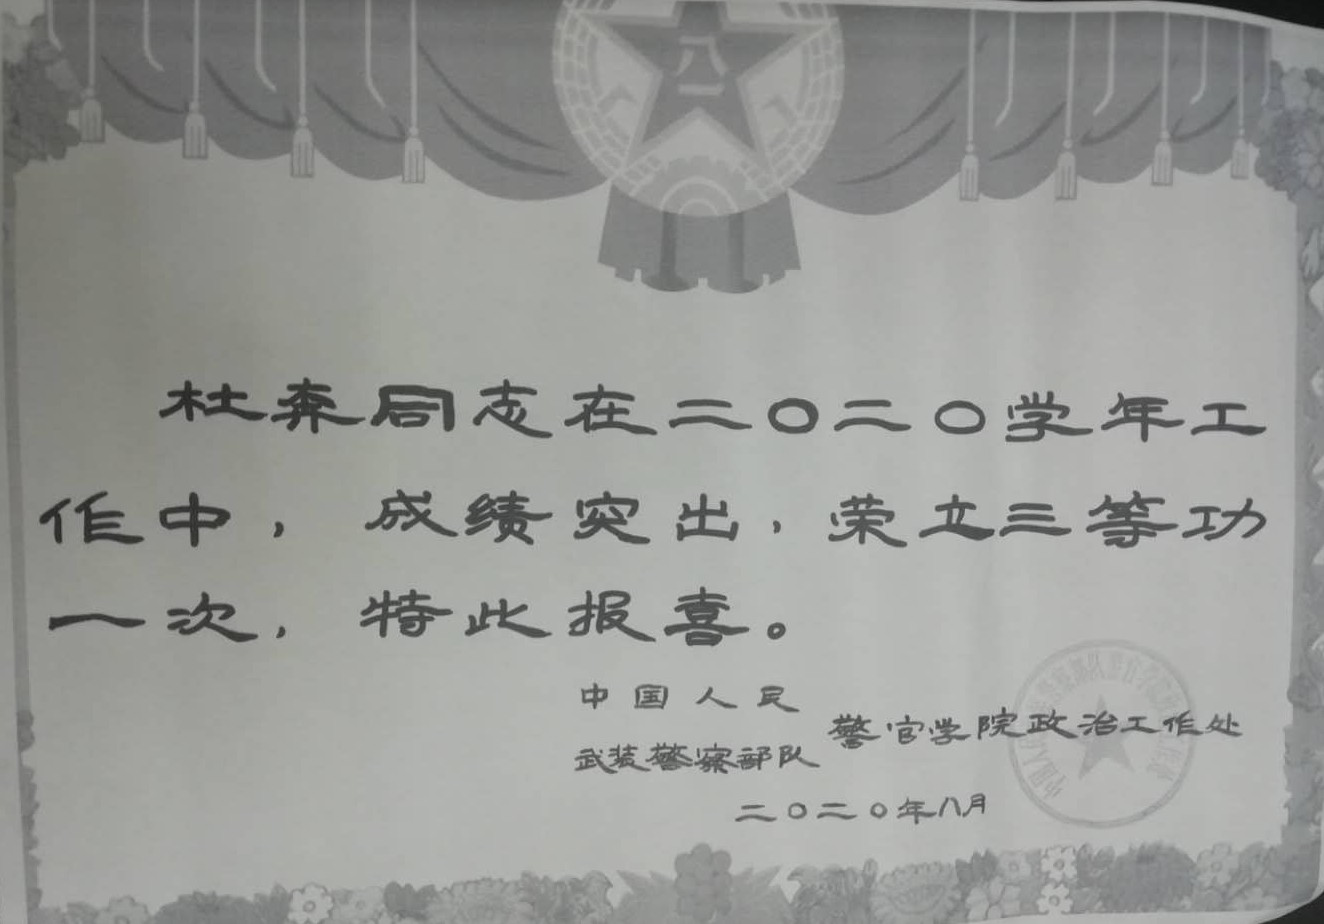 八一
杜奔同志在二〇二〇学年工
作中，成绩突出，荣立三等功
一次，特此报喜。
中国人民
武装警察部队
警官学院政治工作处
二〇二〇年八月